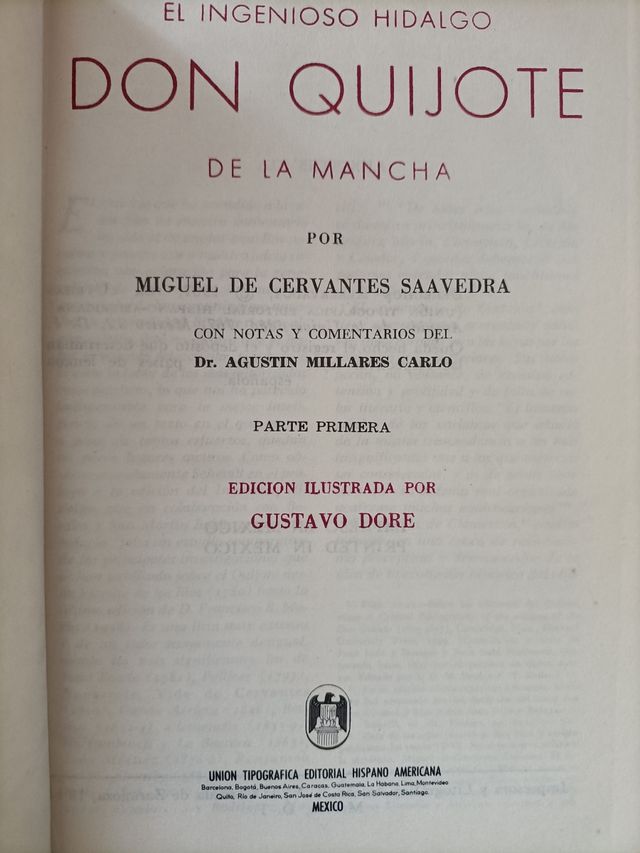 EL INGENIOSO HIDALGO
DON QUIJOTE
DE LA MANCHA
POR
MIGUEL DE CERVANTES SAAVEDRA
CON NOTAS Y COMENTARIOS DEL
Dr. AGUSTIN MILLARES CARLO
PARTE PRIMERA
EDICION ILUSTRADA POR
GUSTAVO DORE
UNION TIPOGRAFICA EDITORIAL HISPANO AMERICANA
Barcelona, Bogotá, Buenos Aires, Caracas, Guatemala, La Habana, Lima, Montevideo
Quito, Río de Janeiro, San José de Costa Rica, San Salvador, Santiago.
MEXICO